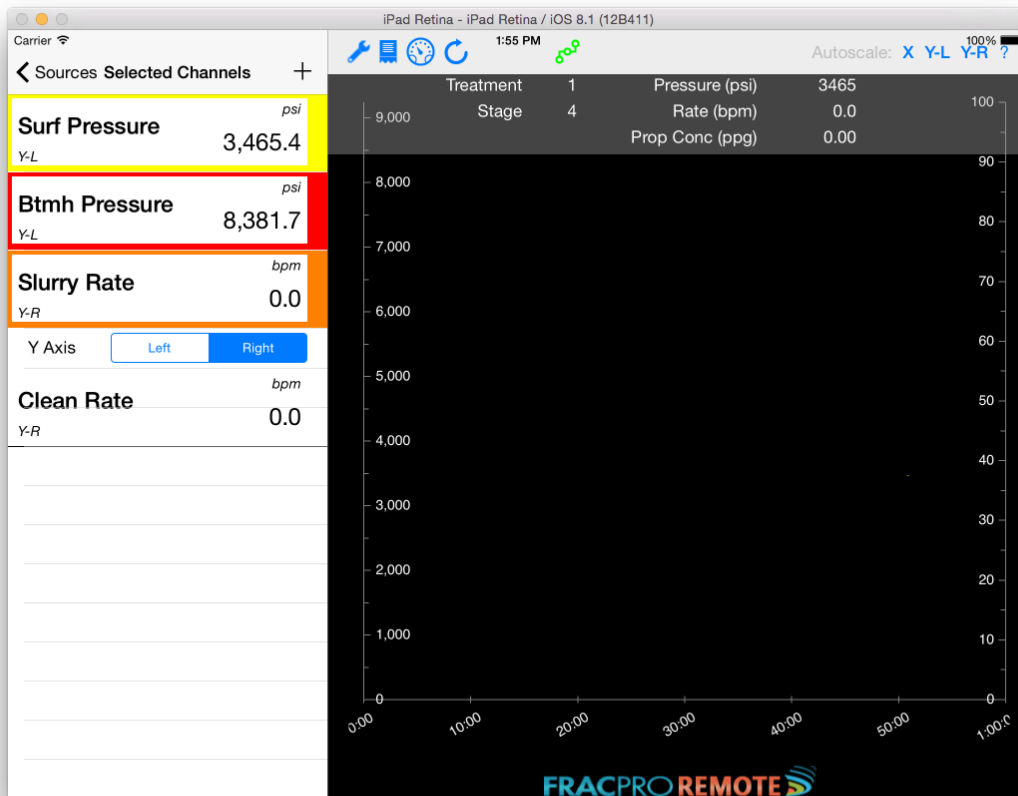 iPad Retina - iPad Retina / iOS 8.1 (12B411)
Carrier
1:55 PM
100%
Sources Selected Channels +
Autoscale: X Y-L Y-R ?
Surf Pressure
psi
3,465.4
Y-L
Btmh Pressure
psi
8,381.7
Y-L
Slurry Rate
bpm
0.0
Y-R
Y Axis Left Right
Clean Rate
bpm
0.0
Y-R
Treatment 1 Pressure (psi) 3465
Stage 4 Rate (bpm) 0.0
Prop Conc (ppg) 0.00
9,000
8,000
7,000
6,000
5,000
4,000
3,000
2,000
1,000
0
100
90
80
70
60
50
40
30
20
10
0
0:00 10:00 20:00 30:00 40:00 50:00 1:00:0
FRACPRO REMOTE